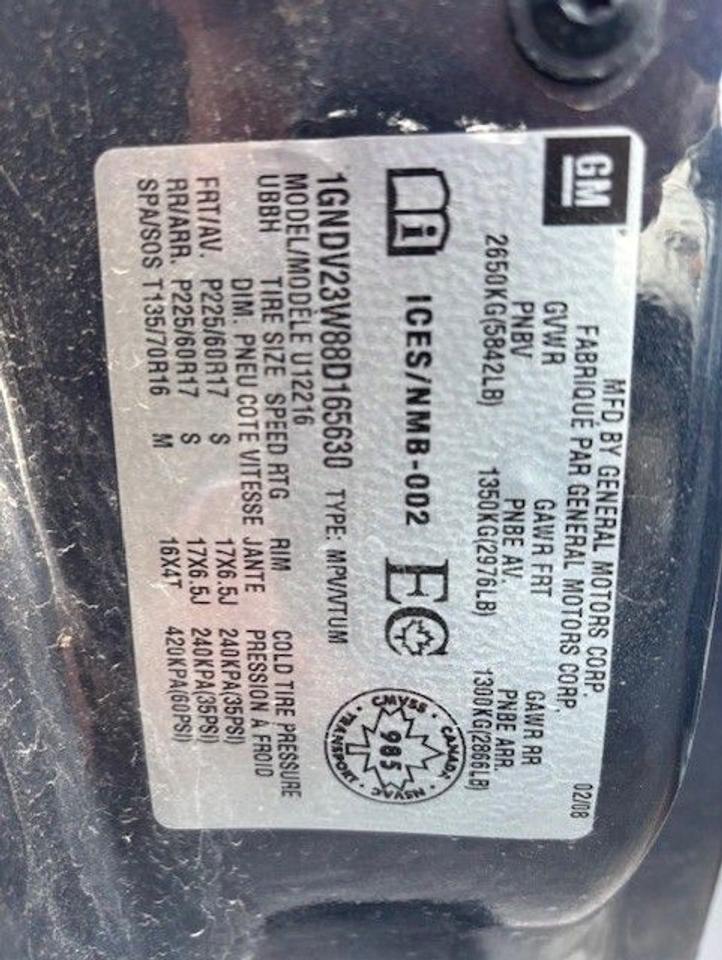 GM
MFD BY GENERAL MOTORS CORP. 02/08
FABRIQUÉ PAR GENERAL MOTORS CORP.
GVWR GAWR FRT GAWR RR
PNBV PNBE AV. PNBE ARR.
2650KG(5842LB) 1350KG(2976LB) 1300KG(2866LB)
i ICES/NMB-002 EC
CMVSS · CANADA · NSVAC · TRANSPORT ·
985
1GNDV23W88D165630 TYPE: MPV/VTUM
MODEL/MODÈLE U12216
UBBH TIRE SIZE SPEED RTG RIM COLD TIRE PRESSURE
DIM. PNEU COTE VITESSE JANTE PRESSION À FROID
FRT/AV. P225/60R17 S 17X6.5J 240KPA(35PSI)
RR/ARR. P225/60R17 S 17X6.5J 240KPA(35PSI)
SPA/SOS T135/70R16 M 16X4T 420KPA(60PSI)